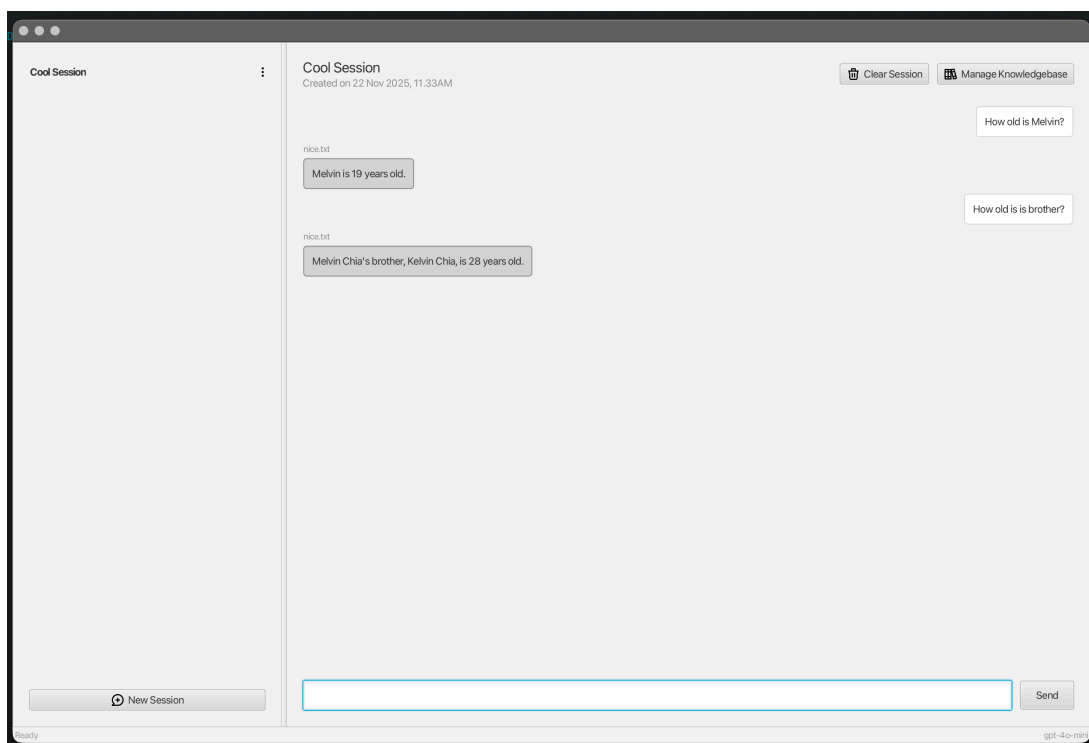 Cool Session
Cool Session
Created on 22 Nov 2025, 11.33AM
Clear Session
Manage Knowledgebase
How old is Melvin?
nice.txt
Melvin is 19 years old.
How old is is brother?
nice.txt
Melvin Chia's brother, Kelvin Chia, is 28 years old.
New Session
Send
Ready
gpt-4o-mini